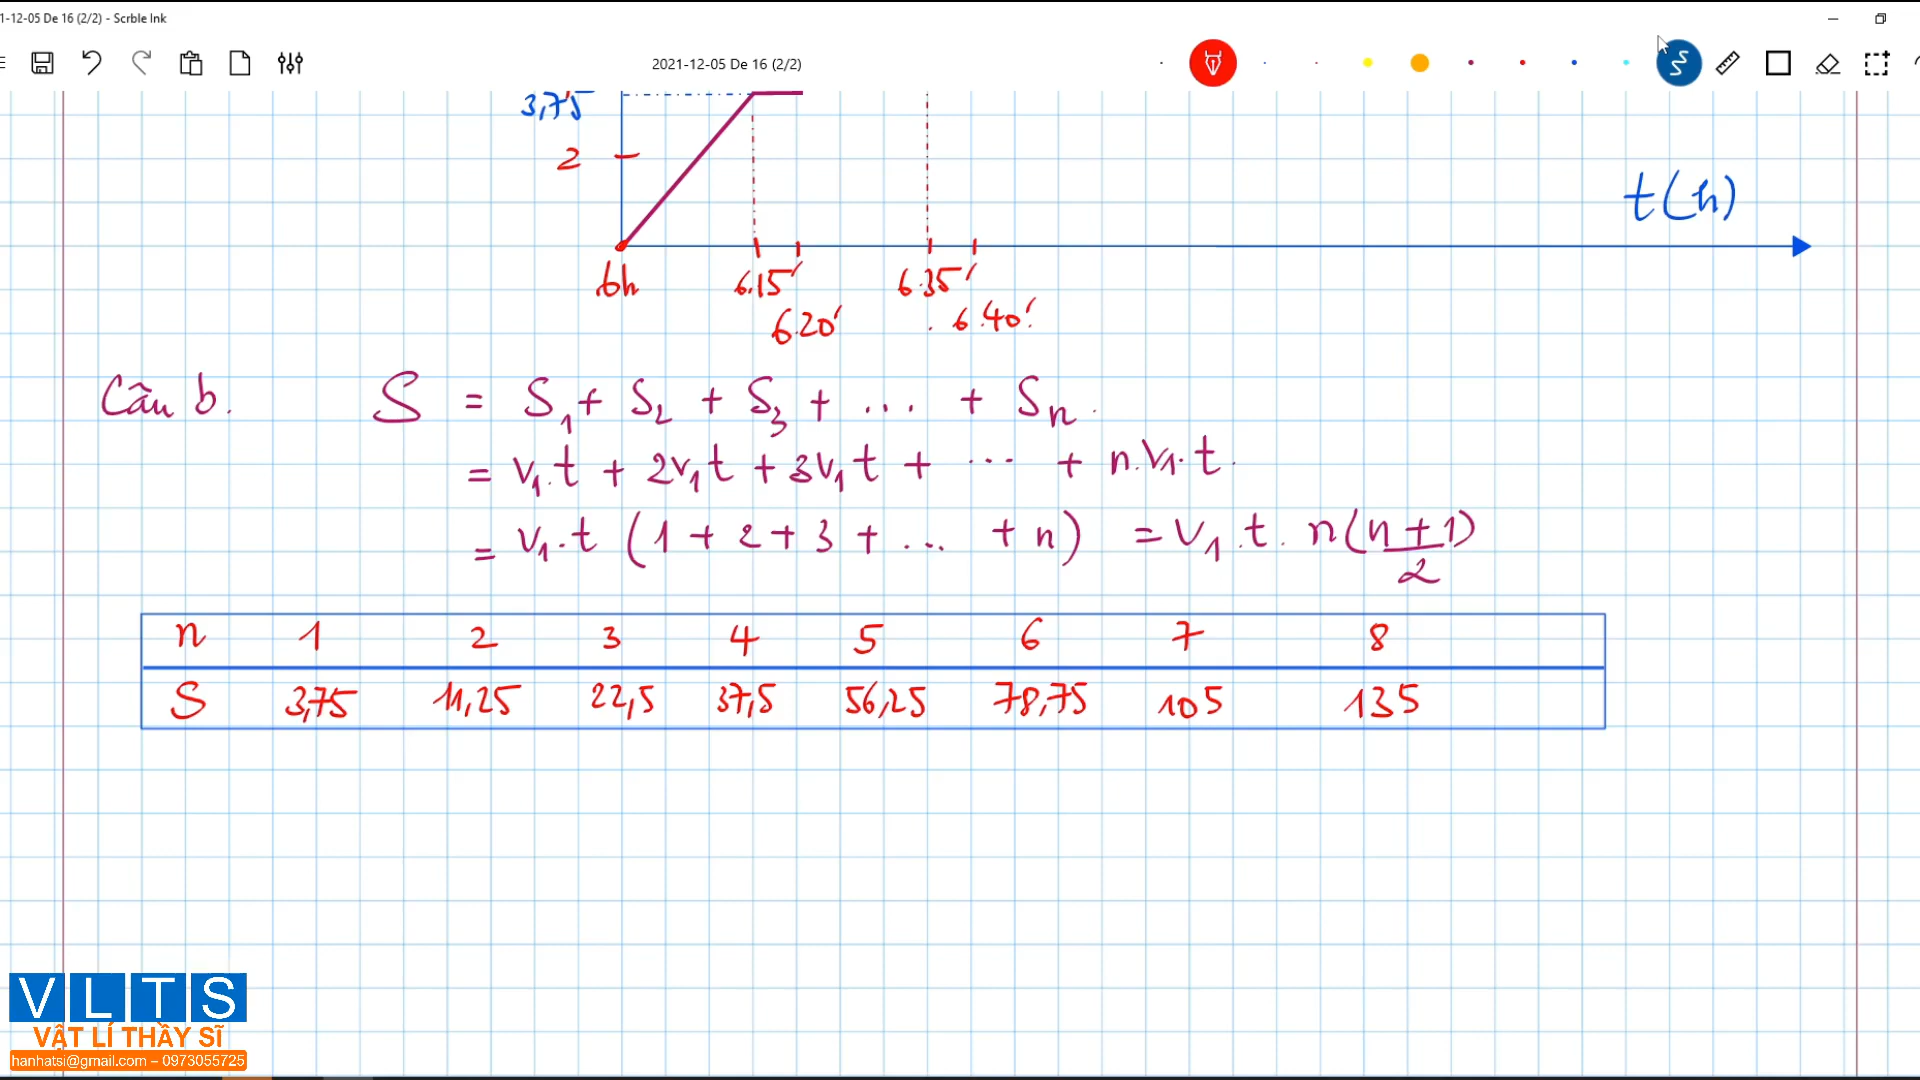 1-12-05 De 16 (2/2) - Scrble Ink
2021-12-05 De 16 (2/2)
3,75
2
t(h)
6h 6.15' 6.35'
6.20' 6.40'
Câu b. S = S₁ + S₂ + S₃ + ... + Sₙ.
= v₁.t + 2v₁t + 3v₁t + ... + n.v₁.t.
= v₁.t (1 + 2 + 3 + ... + n) = v₁.t. n(n+1)/2
n 1 2 3 4 5 6 7 8
S 3,75 11,25 22,5 37,5 56,25 78,75 105 135
VLTS
VẬT LÍ THẦY SĨ
hanhatsi@gmail.com – 0973055725